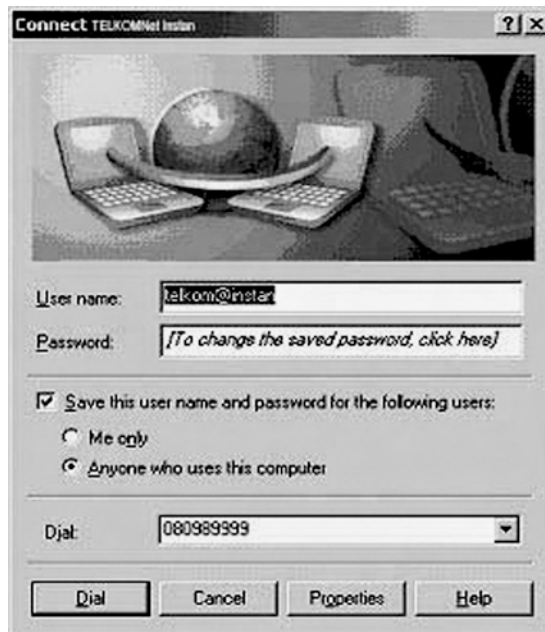 Connect TELKOMNet Instan
User name: telkom@instan
Password: [To change the saved password, click here]
Save this user name and password for the following users:
Me only
Anyone who uses this computer
Dial: 080989999
Dial Cancel Properties Help